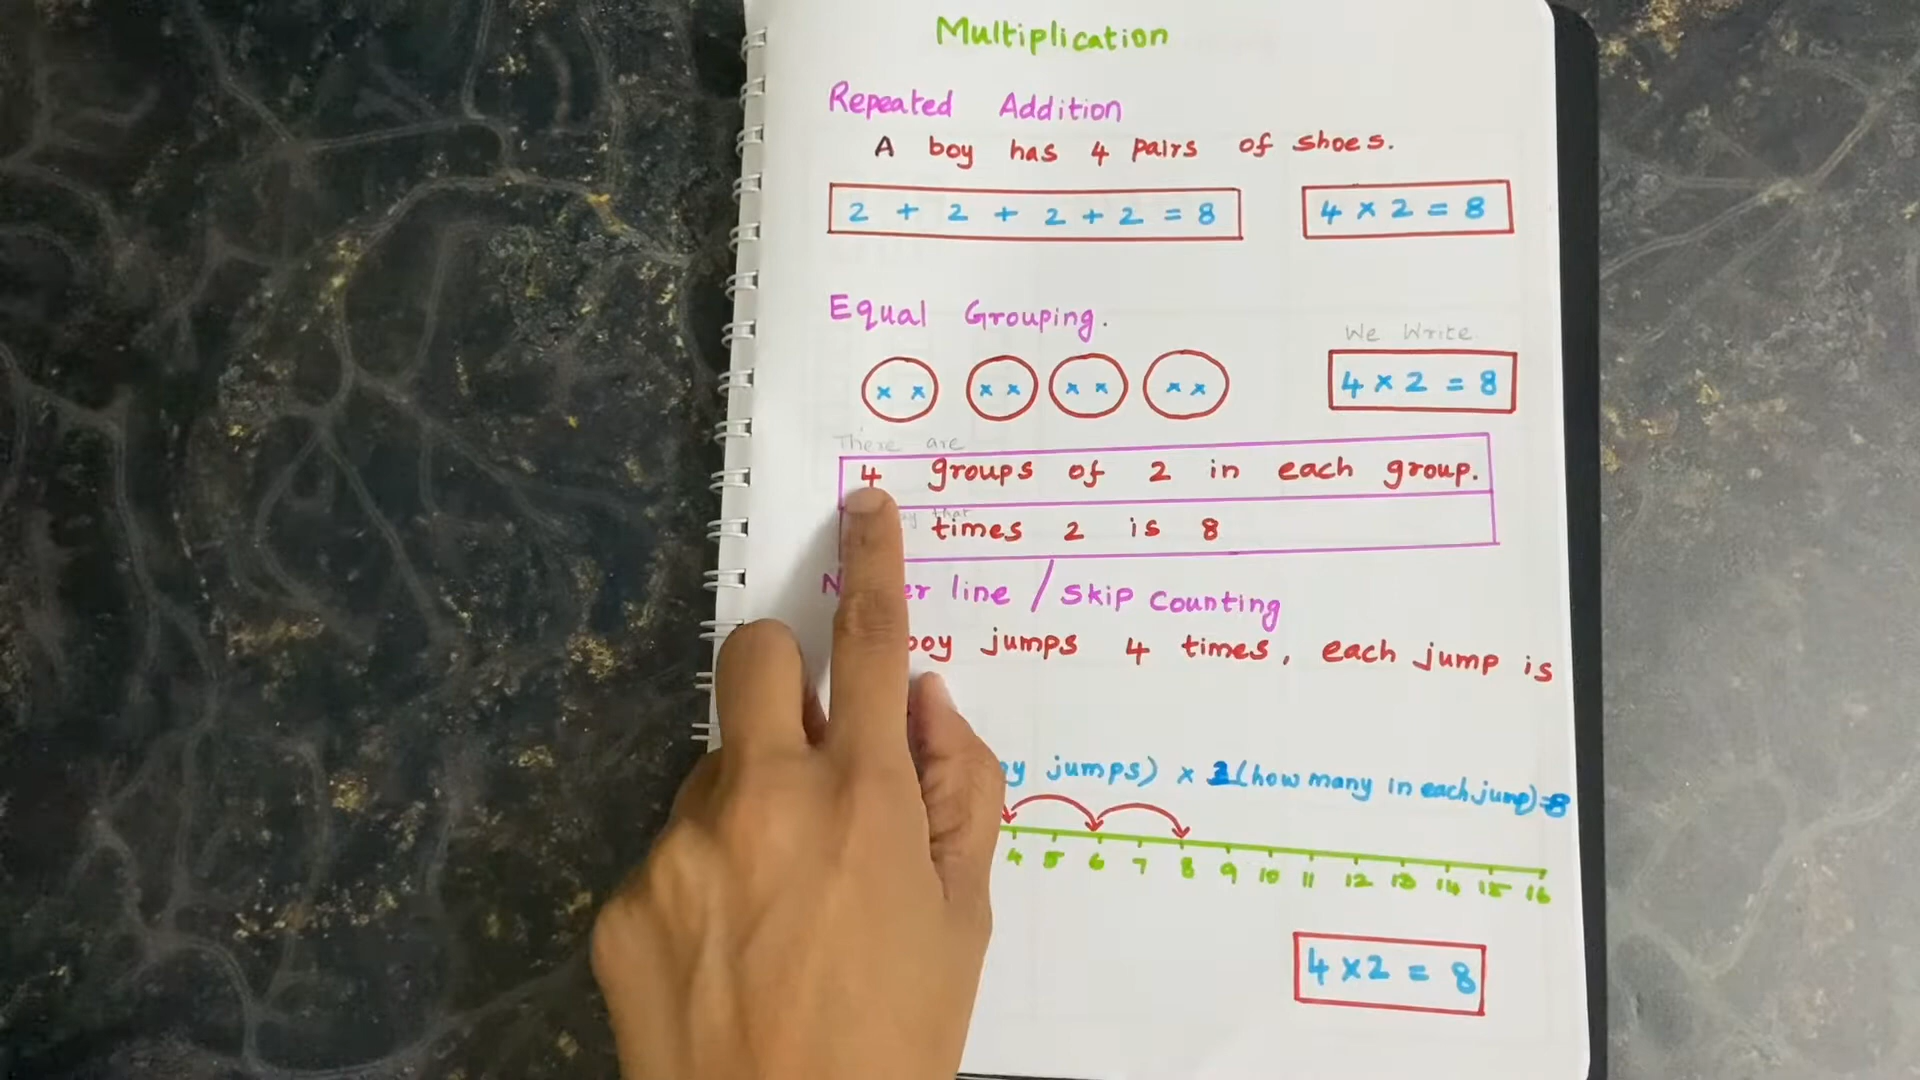 Multiplication
Repeated Addition
A boy has 4 pairs of shoes.
2 + 2 + 2 + 2 = 8
4 × 2 = 8
Equal Grouping.
We Write
× × × × × × × ×
4 × 2 = 8
There are
4 groups of 2 in each group.
that
times 2 is 8
line / Skip Counting
boy jumps 4 times, each jump is
jumps) × 2 (how many in each jump) = 8
4 5 6 7 8 9 10 11 12 13 14 15 16
4 × 2 = 8